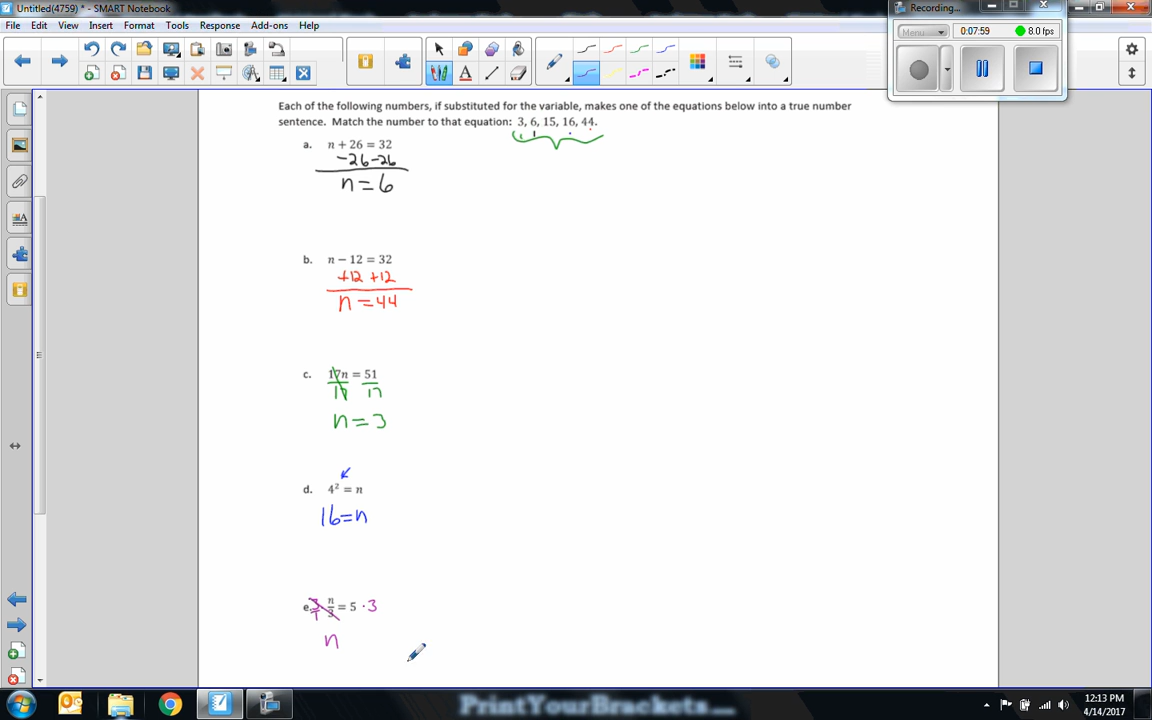 Untitled(4759) * - SMART Notebook
Recording...
File Edit View Insert Format Tools Response Add-ons Help
Menu 0:07:59 8.0 fps
Each of the following numbers, if substituted for the variable, makes one of the equations below into a true number
sentence. Match the number to that equation: 3, 6, 15, 16, 44.
a. n + 26 = 32
-26 -26
n = 6
b. n − 12 = 32
+12 +12
n = 44
c. 17n = 51
17 17
n = 3
d. 4² = n
16 = n
e. 3/1 · n/3 = 5 · 3
n
PrintYourBrackets
12:13 PM
4/14/2017